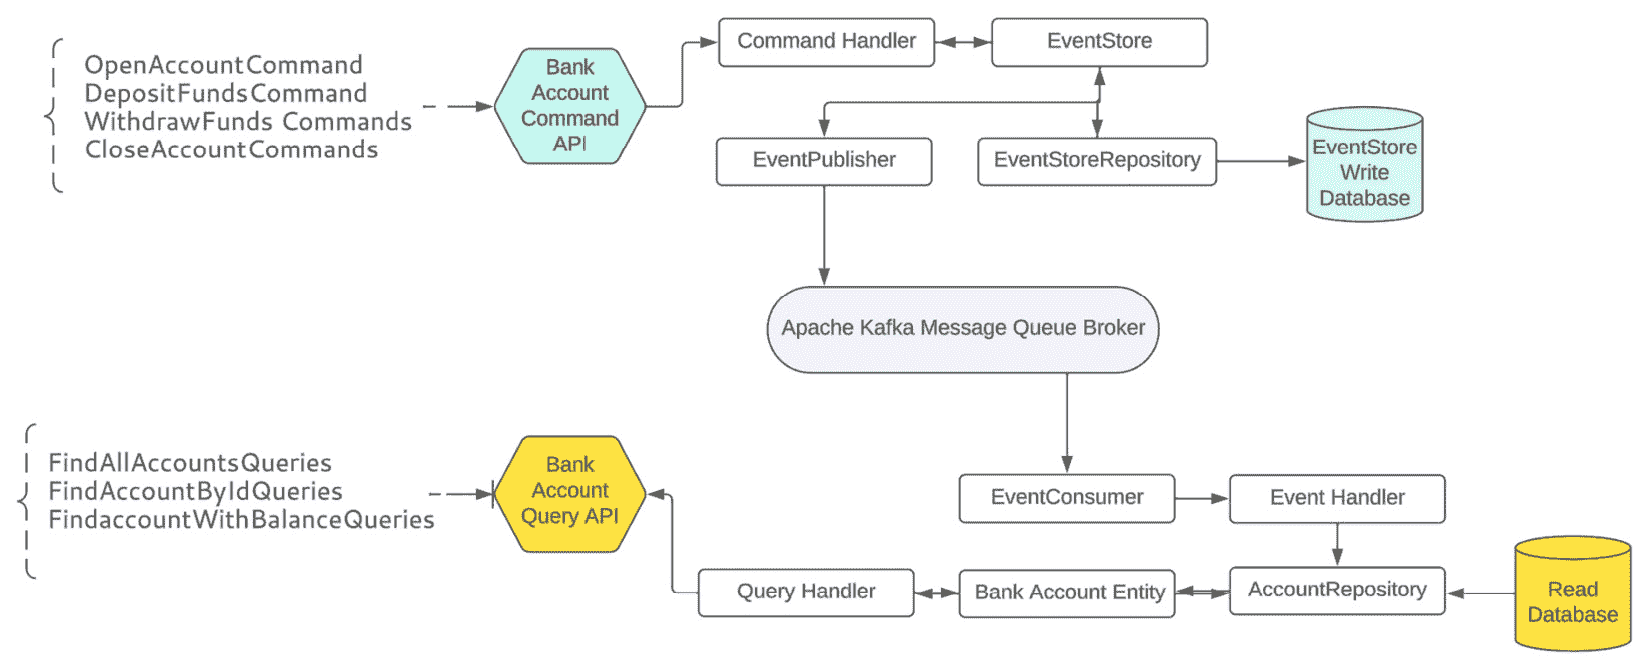 OpenAccountCommand
DepositFundsCommand
WithdrawFunds Commands
CloseAccountCommands
Bank
Account
Command
API
Command Handler
EventStore
EventPublisher
EventStoreRepository
EventStore
Write
Database
Apache Kafka Message Queue Broker
FindAllAccountsQueries
FindAccountByIdQueries
FindaccountWithBalanceQueries
Bank
Account
Query API
EventConsumer
Event Handler
Query Handler
Bank Account Entity
AccountRepository
Read
Database